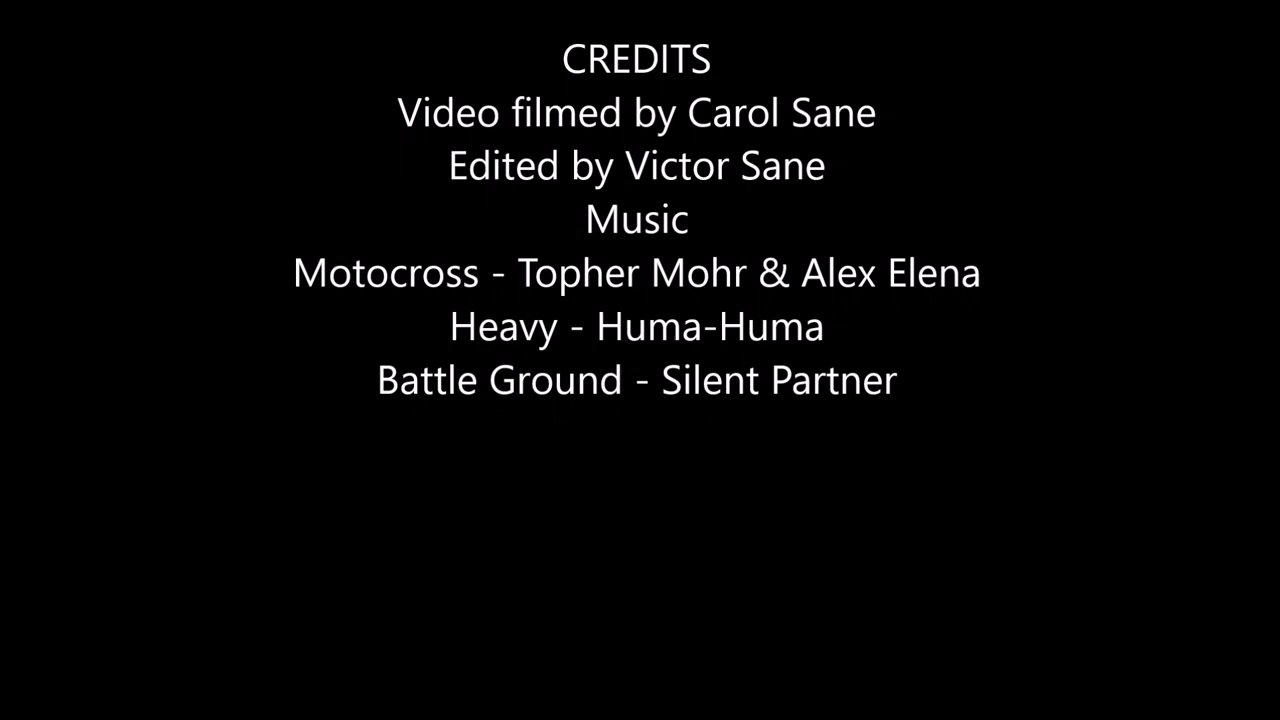 CREDITS
Video filmed by Carol Sane
Edited by Victor Sane
Music
Motocross - Topher Mohr & Alex Elena
Heavy - Huma-Huma
Battle Ground - Silent Partner